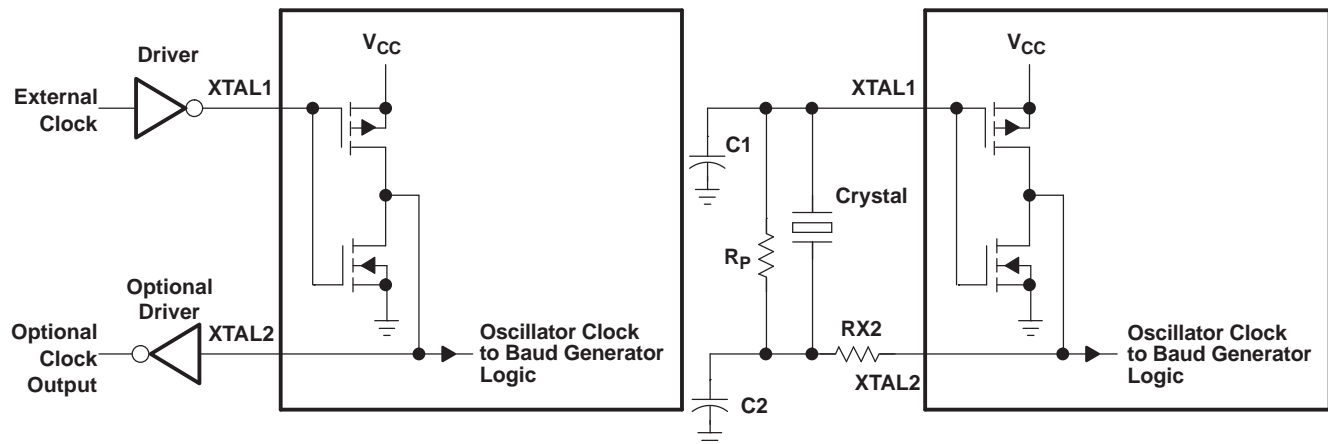 Driver
External
Clock
XTAL1
VCC
Optional
Driver
Optional
Clock
Output
XTAL2
Oscillator Clock
to Baud Generator
Logic
VCC
XTAL1
C1
Crystal
RP
RX2
XTAL2
C2
Oscillator Clock
to Baud Generator
Logic